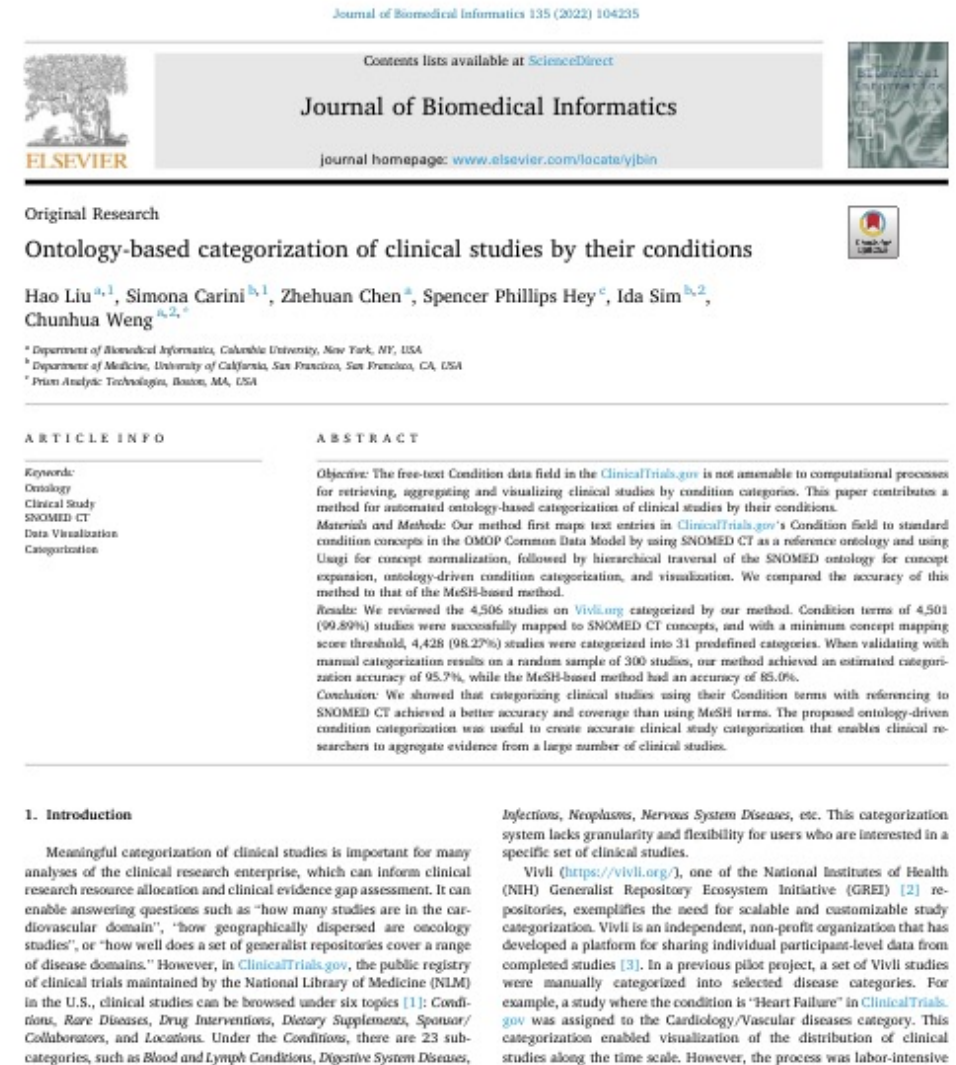 Journal of Biomedical Informatics 135 (2022) 104235
Contents lists available at ScienceDirect
Journal of Biomedical Informatics
journal homepage: www.elsevier.com/locate/yjbin
ELSEVIER
Biomedical
Informatics
Original Research
Ontology-based categorization of clinical studies by their conditions
Check for
updates
Hao Liu a,1, Simona Carini b,1, Zhehuan Chen a, Spencer Phillips Hey c, Ida Sim b,2,
Chunhua Weng a,2,*
a Department of Biomedical Informatics, Columbia University, New York, NY, USA
b Department of Medicine, University of California, San Francisco, San Francisco, CA, USA
c Prism Analytic Technologies, Boston, MA, USA
ARTICLE INFO
Keywords:
Ontology
Clinical Study
SNOMED CT
Data Visualization
Categorization
ABSTRACT
Objective: The free-text Condition data field in the ClinicalTrials.gov is not amenable to computational processes
for retrieving, aggregating and visualizing clinical studies by condition categories. This paper contributes a
method for automated ontology-based categorization of clinical studies by their conditions.
Materials and Methods: Our method first maps text entries in ClinicalTrials.gov's Condition field to standard
condition concepts in the OMOP Common Data Model by using SNOMED CT as a reference ontology and using
Usagi for concept normalization, followed by hierarchical traversal of the SNOMED ontology for concept
expansion, ontology-driven condition categorization, and visualization. We compared the accuracy of this
method to that of the MeSH-based method.
Results: We reviewed the 4,506 studies on Vivli.org categorized by our method. Condition terms of 4,501
(99.89%) studies were successfully mapped to SNOMED CT concepts, and with a minimum concept mapping
score threshold, 4,428 (98.27%) studies were categorized into 31 predefined categories. When validating with
manual categorization results on a random sample of 300 studies, our method achieved an estimated categori-
zation accuracy of 95.7%, while the MeSH-based method had an accuracy of 85.0%.
Conclusion: We showed that categorizing clinical studies using their Condition terms with referencing to
SNOMED CT achieved a better accuracy and coverage than using MeSH terms. The proposed ontology-driven
condition categorization was useful to create accurate clinical study categorization that enables clinical re-
searchers to aggregate evidence from a large number of clinical studies.
1. Introduction
Meaningful categorization of clinical studies is important for many
analyses of the clinical research enterprise, which can inform clinical
research resource allocation and clinical evidence gap assessment. It can
enable answering questions such as "how many studies are in the car-
diovascular domain", "how geographically dispersed are oncology
studies", or "how well does a set of generalist repositories cover a range
of disease domains." However, in ClinicalTrials.gov, the public registry
of clinical trials maintained by the National Library of Medicine (NLM)
in the U.S., clinical studies can be browsed under six topics [1]: Condi-
tions, Rare Diseases, Drug Interventions, Dietary Supplements, Sponsor/
Collaborators, and Locations. Under the Conditions, there are 23 sub-
categories, such as Blood and Lymph Conditions, Digestive System Diseases,
Infections, Neoplasms, Nervous System Diseases, etc. This categorization
system lacks granularity and flexibility for users who are interested in a
specific set of clinical studies.
Vivli (https://vivli.org/), one of the National Institutes of Health
(NIH) Generalist Repository Ecosystem Initiative (GREI) [2] re-
positories, exemplifies the need for scalable and customizable study
categorization. Vivli is an independent, non-profit organization that has
developed a platform for sharing individual participant-level data from
completed studies [3]. In a previous pilot project, a set of Vivli studies
were manually categorized into selected disease categories. For
example, a study where the condition is "Heart Failure" in ClinicalTrials.
gov was assigned to the Cardiology/Vascular diseases category. This
categorization enabled visualization of the distribution of clinical
studies along the time scale. However, the process was labor-intensive